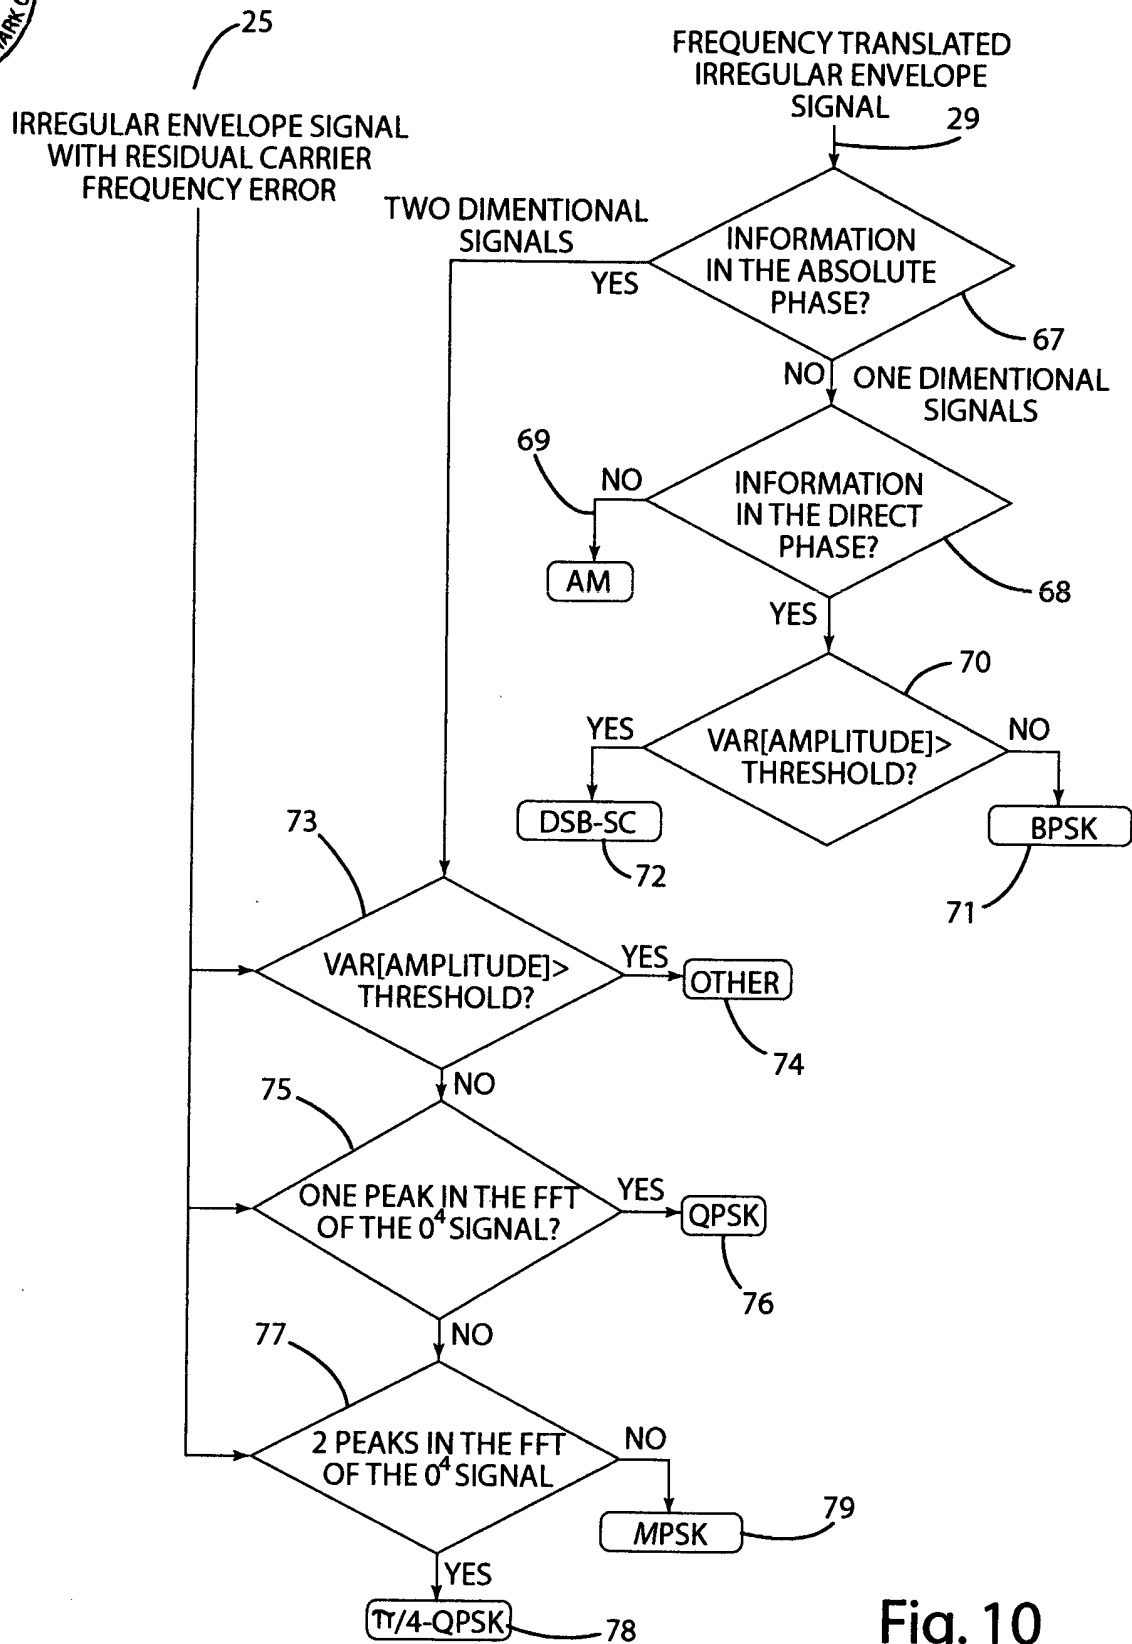 25
IRREGULAR ENVELOPE SIGNAL
WITH RESIDUAL CARRIER
FREQUENCY ERROR
FREQUENCY TRANSLATED
IRREGULAR ENVELOPE
SIGNAL
29
TWO DIMENTIONAL
SIGNALS
YES
INFORMATION
IN THE ABSOLUTE
PHASE?
67
NO
ONE DIMENTIONAL
SIGNALS
69
NO
AM
INFORMATION
IN THE DIRECT
PHASE?
68
YES
70
YES
VAR[AMPLITUDE]>
THRESHOLD?
NO
DSB-SC
72
BPSK
71
73
VAR[AMPLITUDE]>
THRESHOLD?
YES
OTHER
74
NO
75
ONE PEAK IN THE FFT
OF THE 0⁴ SIGNAL?
YES
QPSK
76
NO
77
2 PEAKS IN THE FFT
OF THE 0⁴ SIGNAL
NO
MPSK
79
YES
π/4-QPSK
78
Fig. 10